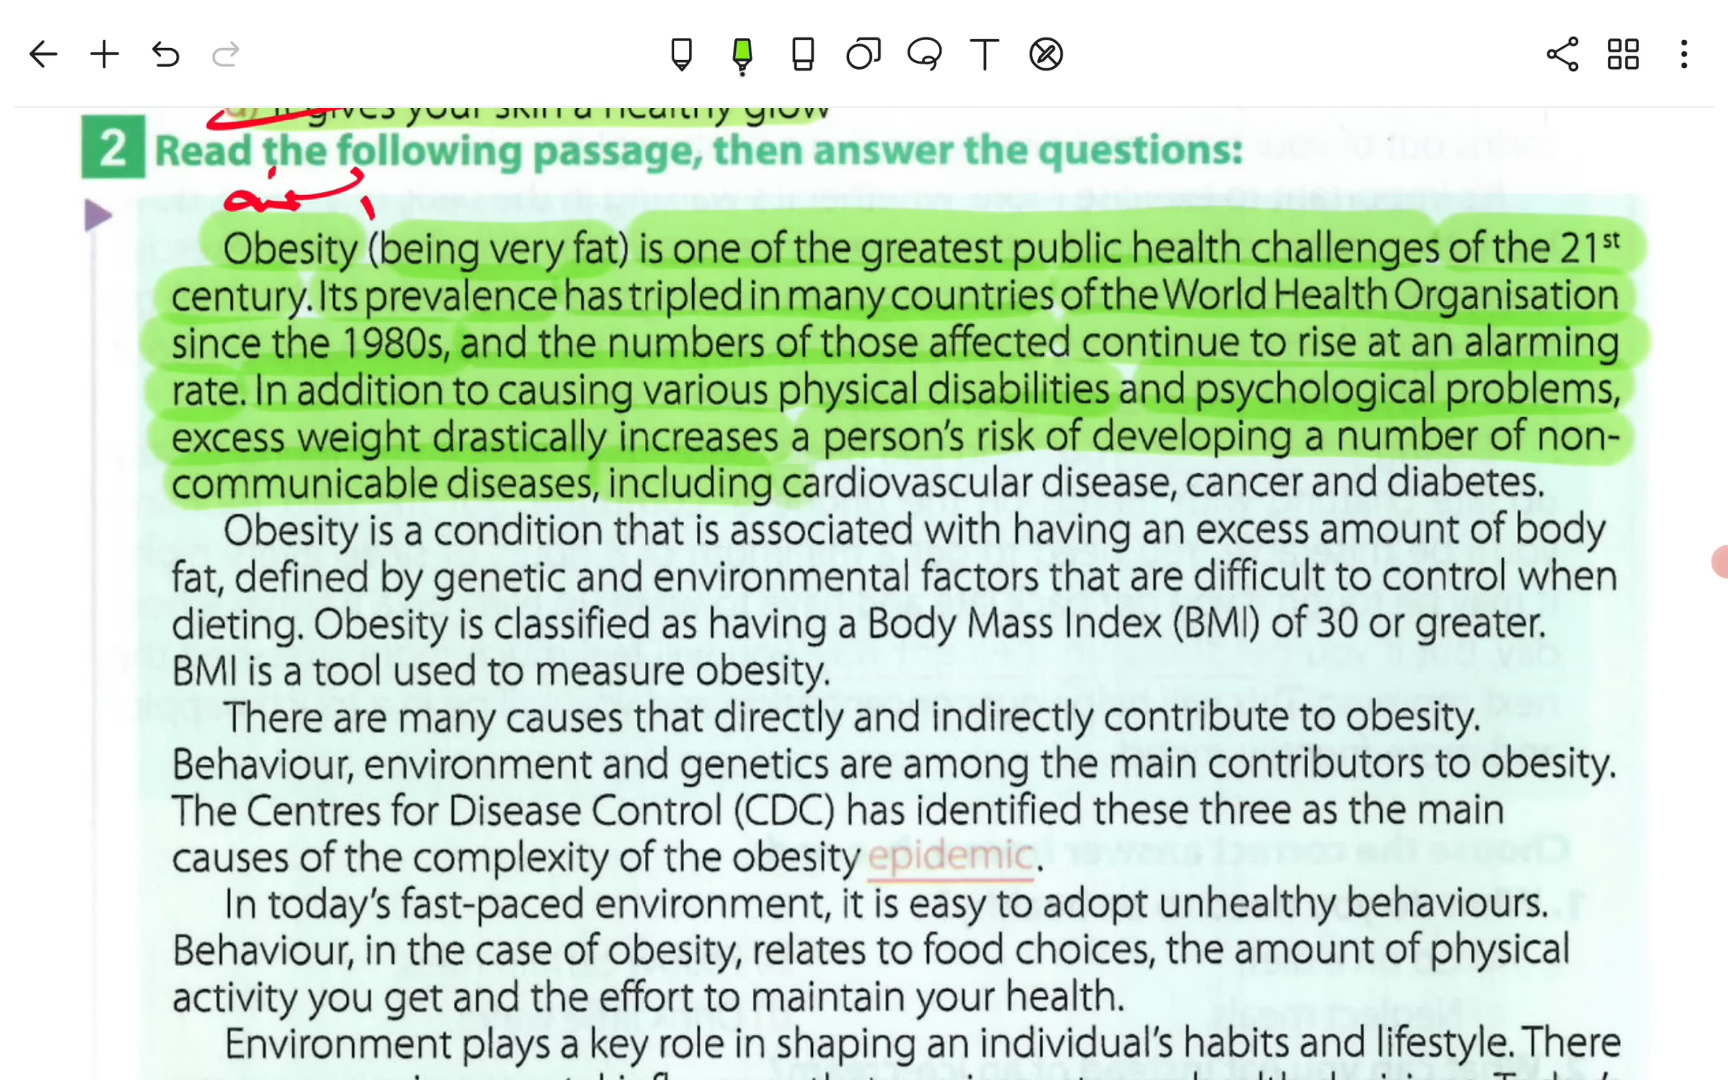 d) It gives your skin a healthy glow
2 Read the following passage, then answer the questions:
Obesity (being very fat) is one of the greatest public health challenges of the 21st
century. Its prevalence has tripled in many countries of the World Health Organisation
since the 1980s, and the numbers of those affected continue to rise at an alarming
rate. In addition to causing various physical disabilities and psychological problems,
excess weight drastically increases a person's risk of developing a number of non-
communicable diseases, including cardiovascular disease, cancer and diabetes.
Obesity is a condition that is associated with having an excess amount of body
fat, defined by genetic and environmental factors that are difficult to control when
dieting. Obesity is classified as having a Body Mass Index (BMI) of 30 or greater.
BMI is a tool used to measure obesity.
There are many causes that directly and indirectly contribute to obesity.
Behaviour, environment and genetics are among the main contributors to obesity.
The Centres for Disease Control (CDC) has identified these three as the main
causes of the complexity of the obesity epidemic.
In today's fast-paced environment, it is easy to adopt unhealthy behaviours.
Behaviour, in the case of obesity, relates to food choices, the amount of physical
activity you get and the effort to maintain your health.
Environment plays a key role in shaping an individual's habits and lifestyle. There